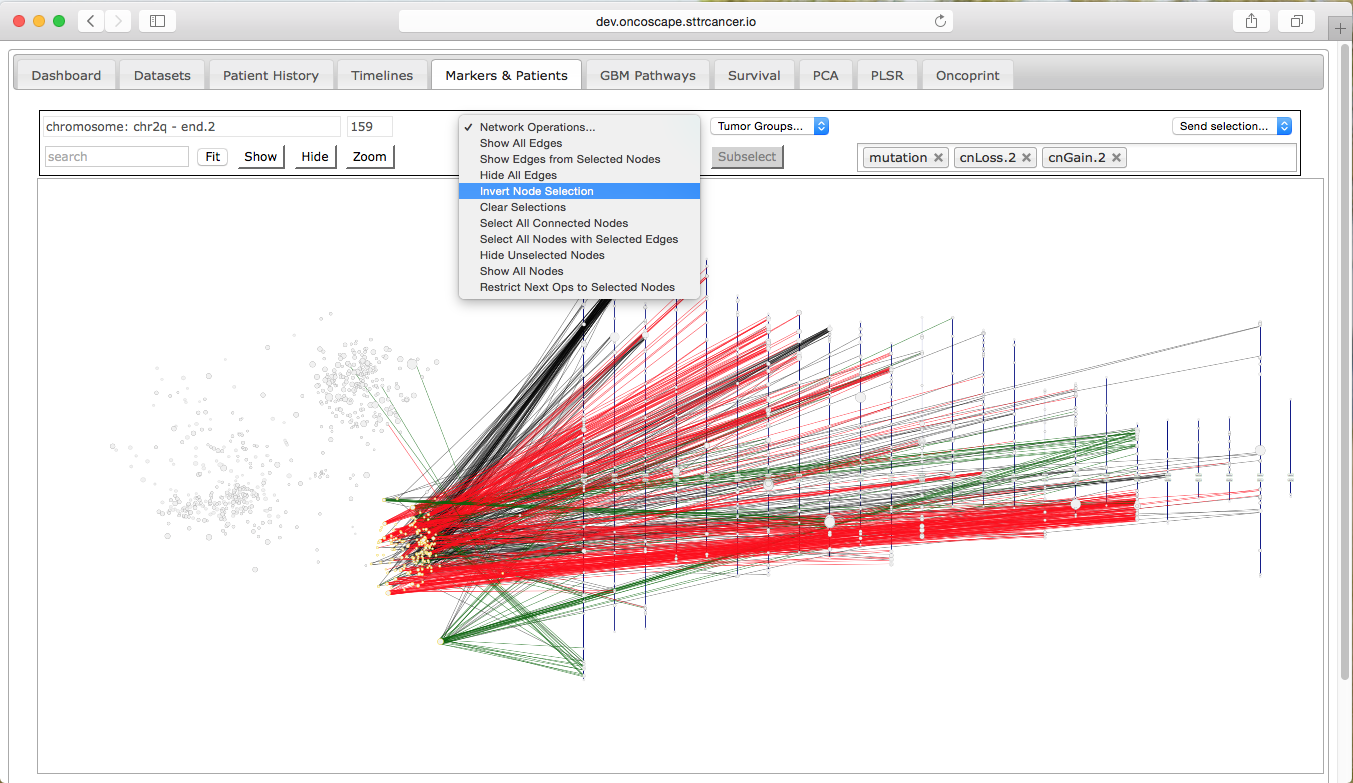 dev.oncoscape.sttrcancer.io
Dashboard Datasets Patient History Timelines Markers & Patients GBM Pathways Survival PCA PLSR Oncoprint
chromosome: chr2q - end.2 159 ✓ Network Operations... Tumor Groups... Send selection...
Show All Edges
search Fit Show Hide Zoom Show Edges from Selected Nodes Subselect mutation × cnLoss.2 × cnGain.2 ×
Hide All Edges
Invert Node Selection
Clear Selections
Select All Connected Nodes
Select All Nodes with Selected Edges
Hide Unselected Nodes
Show All Nodes
Restrict Next Ops to Selected Nodes